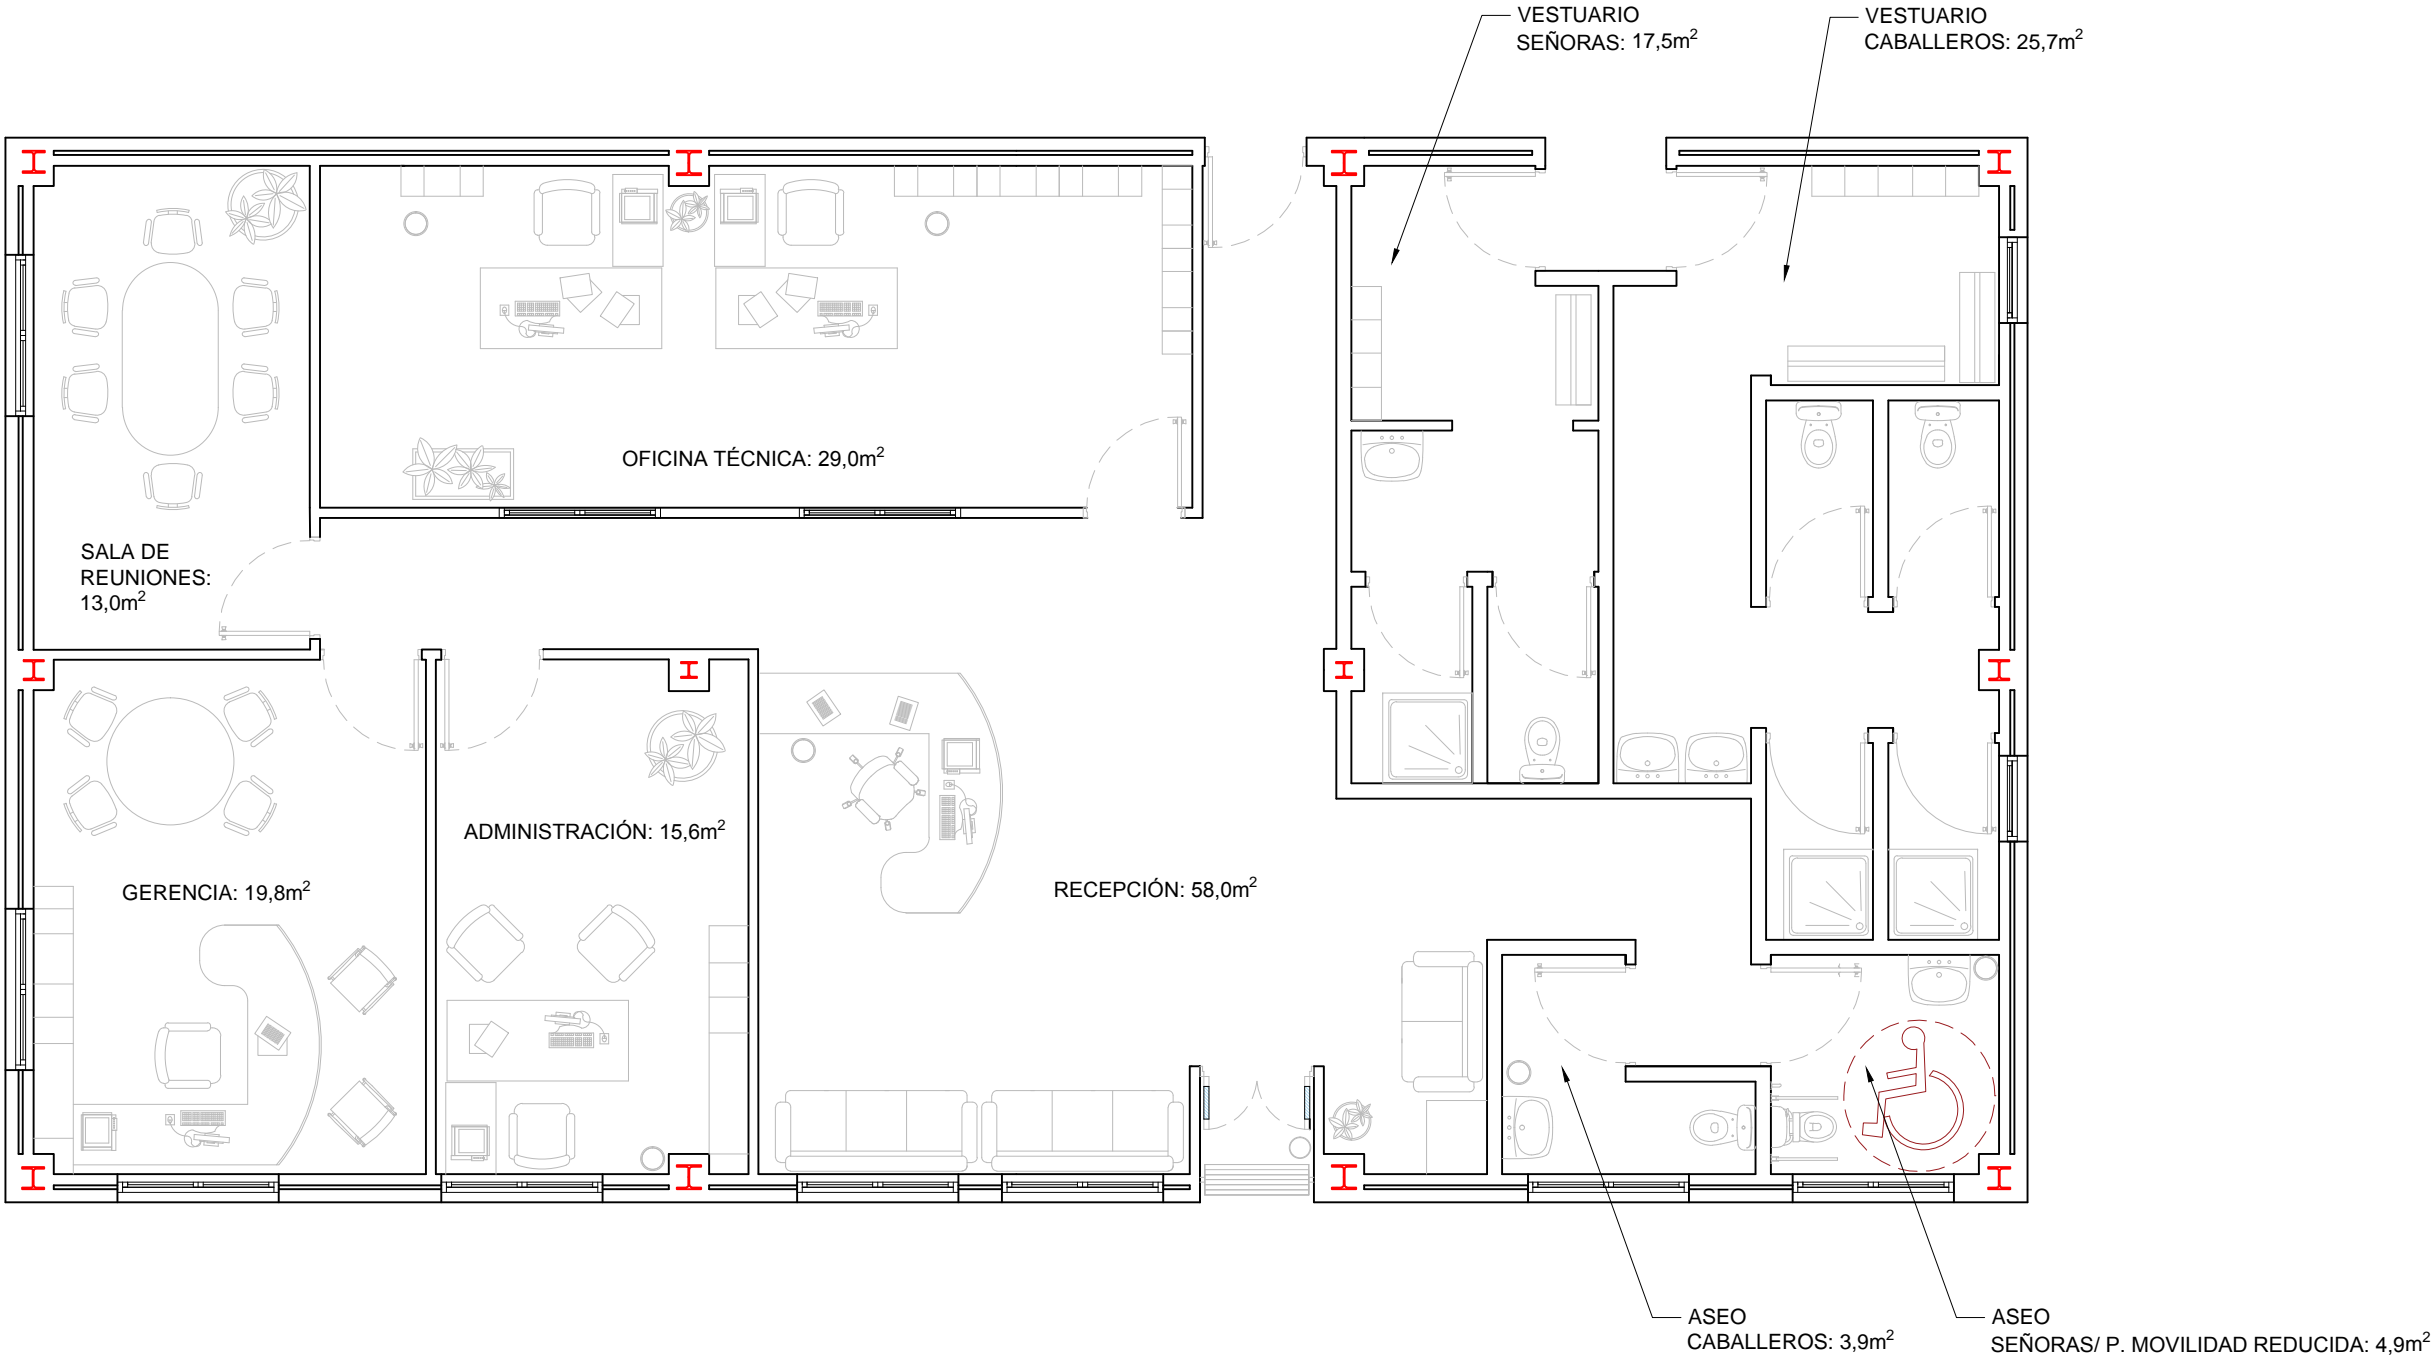 VESTUARIO
SEÑORAS: 17,5m²
VESTUARIO
CABALLEROS: 25,7m²
OFICINA TÉCNICA: 29,0m²
SALA DE
REUNIONES:
13,0m²
ADMINISTRACIÓN: 15,6m²
GERENCIA: 19,8m²
RECEPCIÓN: 58,0m²
ASEO
CABALLEROS: 3,9m²
ASEO
SEÑORAS/ P. MOVILIDAD REDUCIDA: 4,9m²